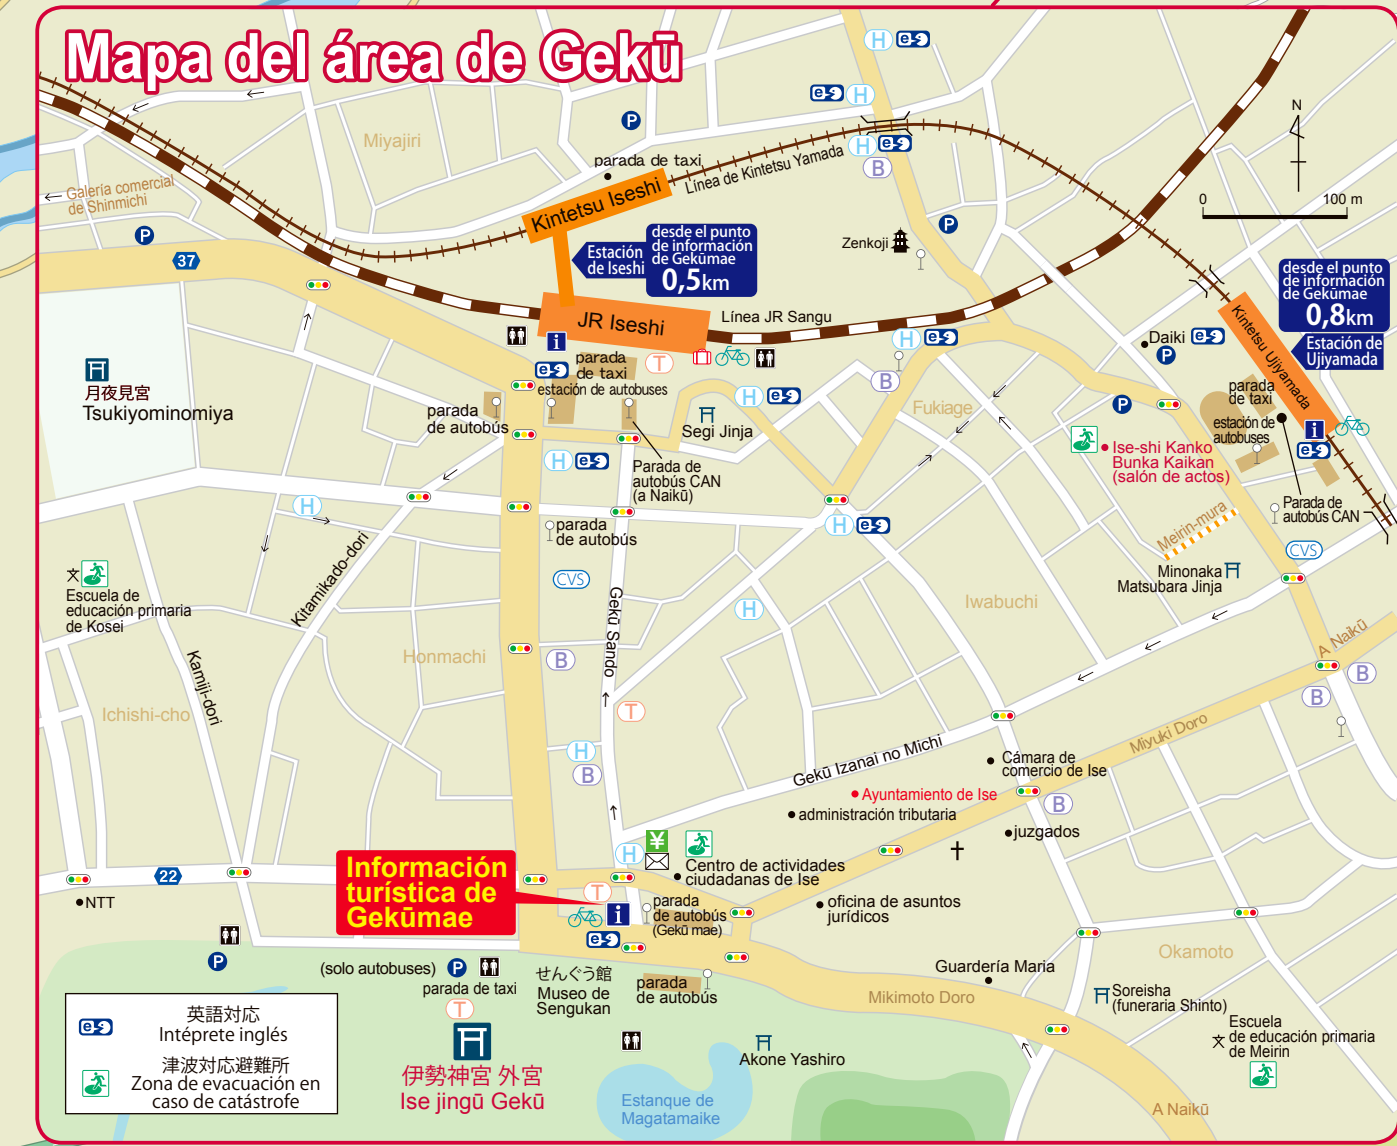 Mapa del área de Gekū
H
H
P
Miyajiri
parada de taxi
Línea de Kintetsu Yamada
H
B
N
0
100 m
Galería comercial
de Shinmichi
P
37
Kintetsu Iseshi
Estación
de Iseshi
desde el punto
de información
de Gekūmae
0,5km
Zenkoji
P
desde el punto
de información
de Gekūmae
0,8km
Estación de
Ujiyamada
Kintetsu Ujiyamada
JR Iseshi
Línea JR Sangu
H
B
i
T
parada
de taxi
estación de autobuses
parada
de autobús
月夜見宮
Tsukiyominomiya
H
Segi Jinja
Fukiage
Daiki
P
P
parada
de taxi
estación de
autobuses
i
Ise-shi Kanko
Bunka Kaikan
(salón de actos)
Parada de
autobús CAN
Parada de
autobús CAN
(a Naikū)
H
H
H
parada
de autobús
CVS
Meirin-mura
CVS
Minonaka
Matsubara Jinja
文
Escuela de
educación primaria
de Kosei
Kitamikado-dori
Gekū Sando
H
Iwabuchi
Honmachi
B
Kamiji-dori
Ichishi-cho
T
H
B
A Naikū
B
B
Miyuki Doro
Gekū Izanai no Michi
Cámara de
comercio de Ise
Ayuntamiento de Ise
B
administración tributaria
juzgados
¥
H
Centro de actividades
ciudadanas de Ise
Información
turística de
Gekūmae
22
NTT
T
i
parada
de autobús
(Gekū mae)
oficina de asuntos
jurídicos
P
(solo autobuses)
P
parada de taxi
T
せんぐう館
Museo de
Sengukan
parada
de autobús
Mikimoto Doro
Guardería Maria
Okamoto
Soreisha
(funeraria Shinto)
文
Escuela
de educación primaria
de Meirin
伊勢神宮 外宮
Ise jingū Gekū
Akone Yashiro
Estanque de
Magatamaike
A Naikū
英語対応
Intéprete inglés
津波対応避難所
Zona de evacuación en
caso de catástrofe